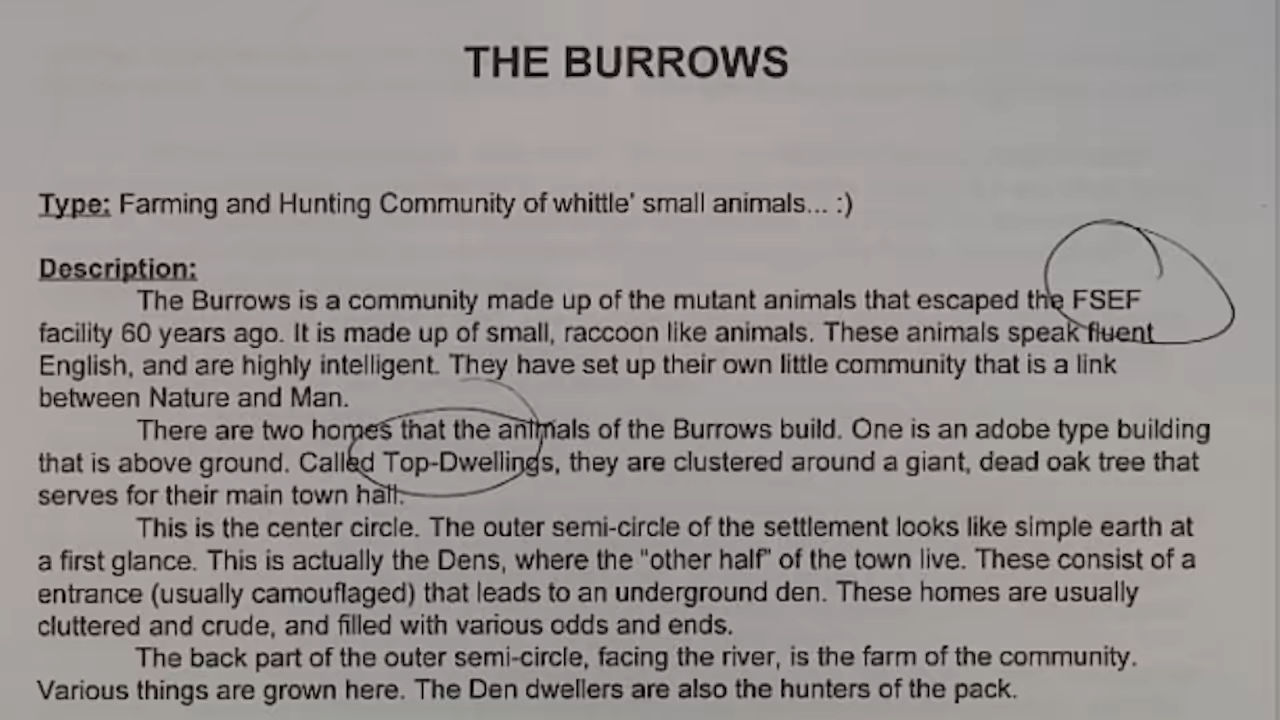 THE BURROWS
Type: Farming and Hunting Community of whittle' small animals... :)
Description:
The Burrows is a community made up of the mutant animals that escaped the FSEF
facility 60 years ago. It is made up of small, raccoon like animals. These animals speak fluent
English, and are highly intelligent. They have set up their own little community that is a link
between Nature and Man.
There are two homes that the animals of the Burrows build. One is an adobe type building
that is above ground. Called Top-Dwellings, they are clustered around a giant, dead oak tree that
serves for their main town hall.
This is the center circle. The outer semi-circle of the settlement looks like simple earth at
a first glance. This is actually the Dens, where the "other half" of the town live. These consist of a
entrance (usually camouflaged) that leads to an underground den. These homes are usually
cluttered and crude, and filled with various odds and ends.
The back part of the outer semi-circle, facing the river, is the farm of the community.
Various things are grown here. The Den dwellers are also the hunters of the pack.